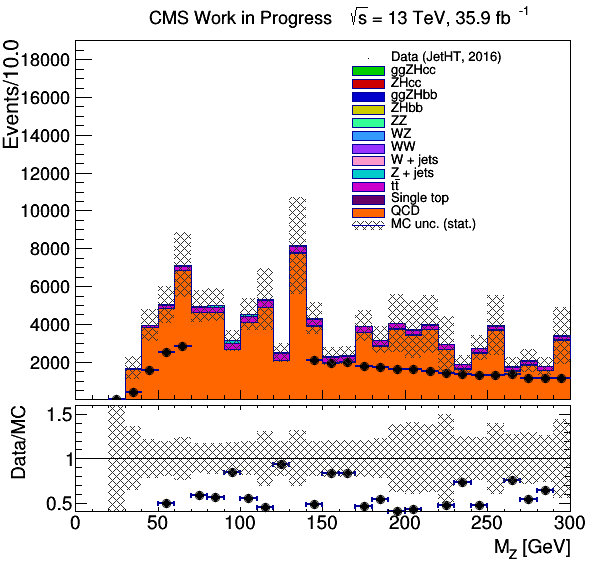 CMS Work in Progress √s = 13 TeV, 35.9 fb⁻¹
Events/10.0
18000
16000
14000
12000
10000
8000
6000
4000
2000
Data (JetHT, 2016)
ggZHcc
ZHcc
ggZHbb
ZHbb
ZZ
WZ
WW
W + jets
Z + jets
tt̄
Single top
QCD
MC unc. (stat.)
Data/MC
1.5
1
0.5
0 50 100 150 200 250 300
M_Z [GeV]